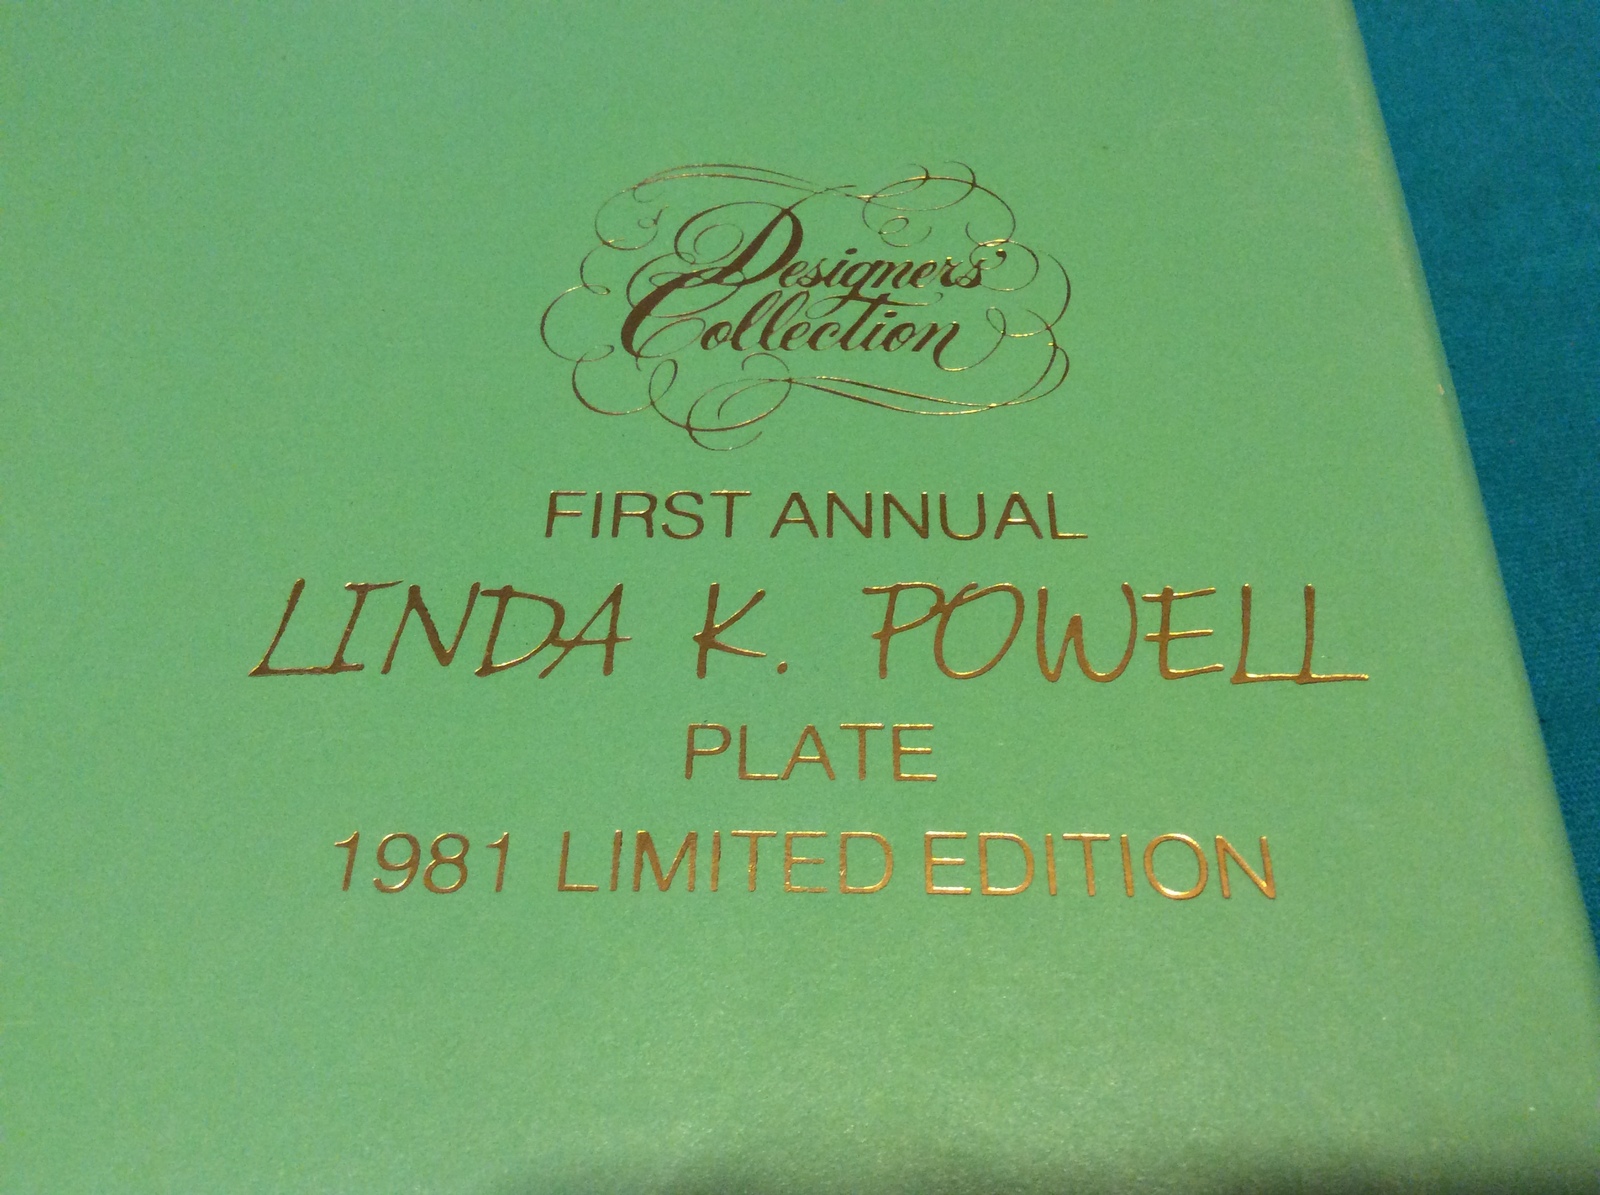 Designers'
Collection
FIRST ANNUAL
LINDA K. POWELL
PLATE
1981 LIMITED EDITION